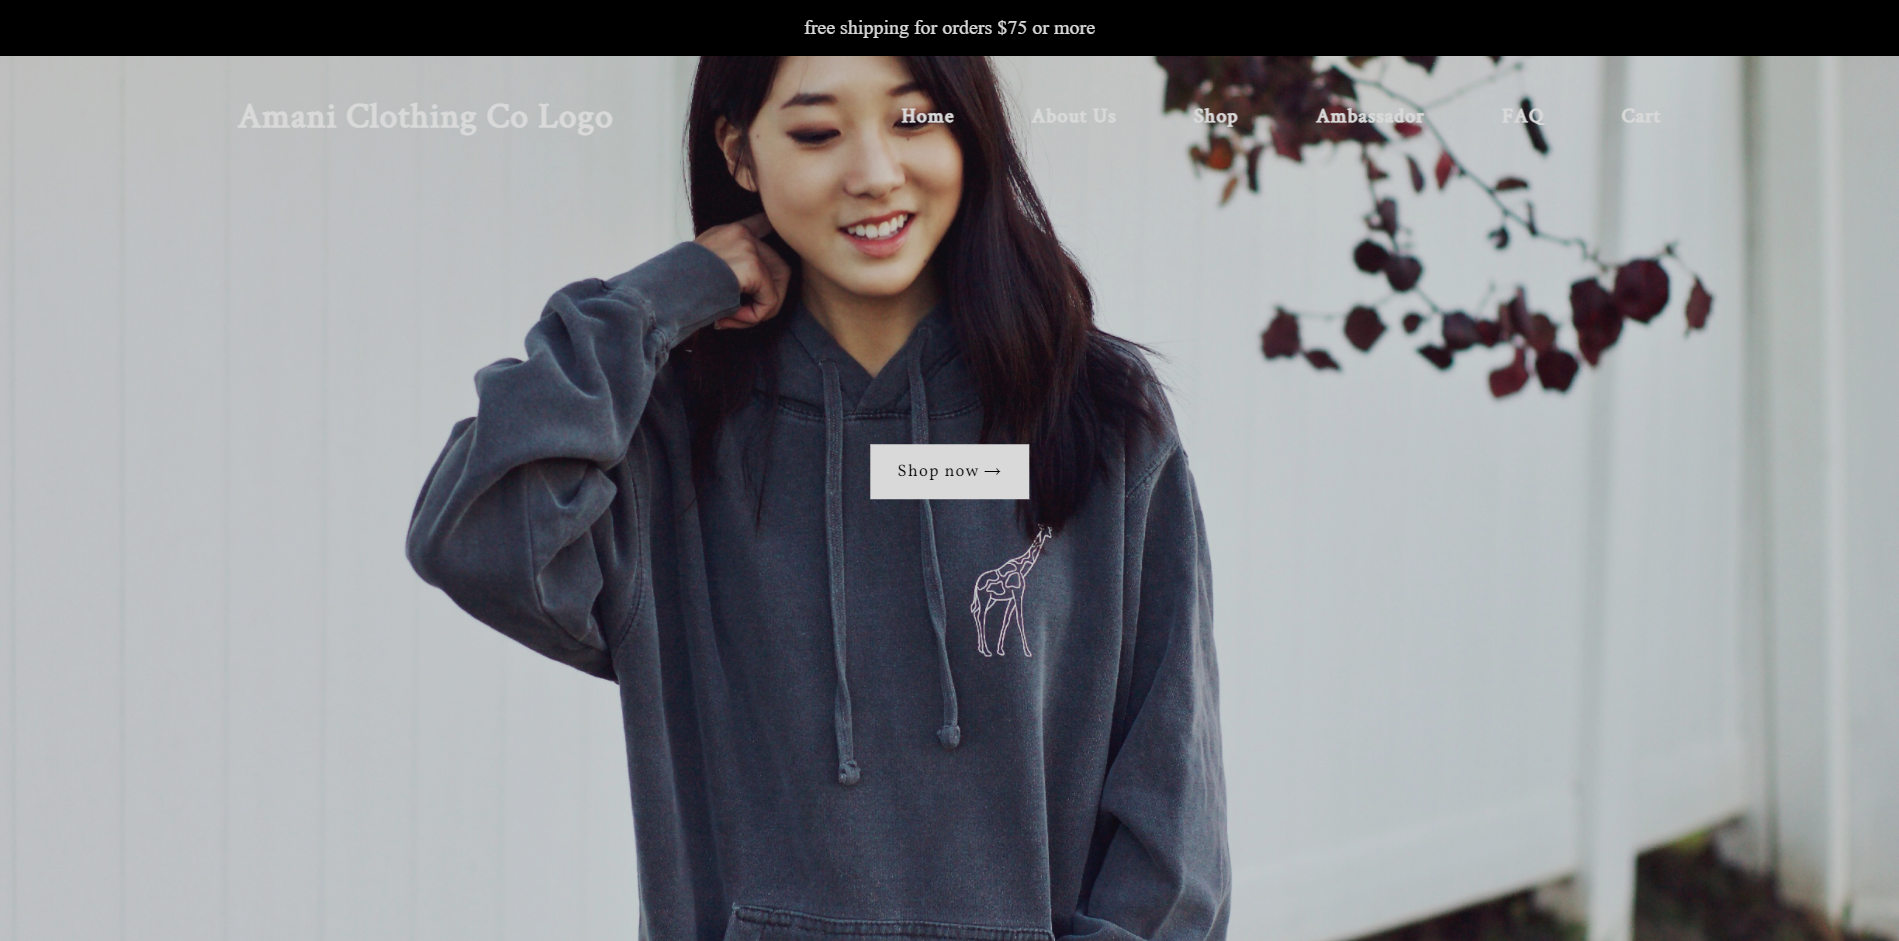 free shipping for orders $75 or more
Amani Clothing Co Logo
Home About Us Shop Ambassador FAQ Cart
Shop now →